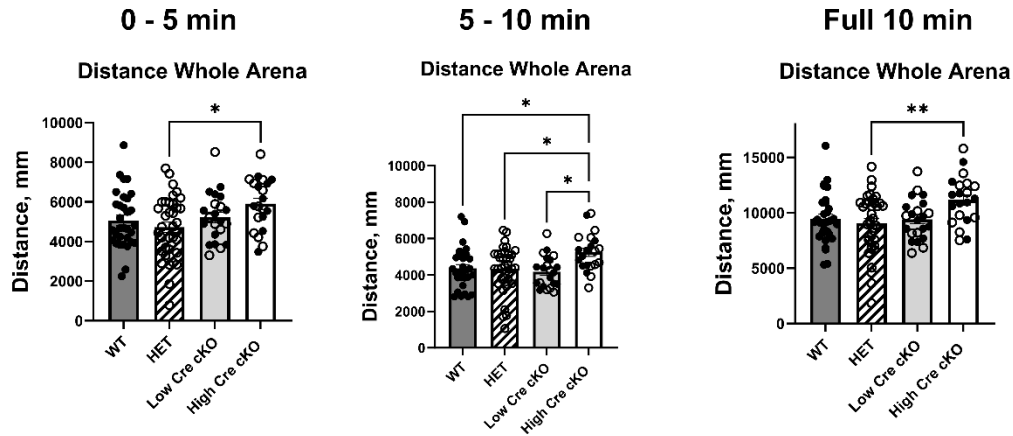 0 - 5 min
Distance Whole Arena
*
Distance, mm
10000
8000
6000
4000
2000
0
WT
HET
Low Cre cKO
High Cre cKO
5 - 10 min
Distance Whole Arena
*
*
*
Distance, mm
10000
8000
6000
4000
2000
0
WT
HET
Low Cre cKO
High Cre cKO
Full 10 min
Distance Whole Arena
**
Distance, mm
15000
10000
5000
0
WT
HET
Low Cre cKO
High Cre cKO